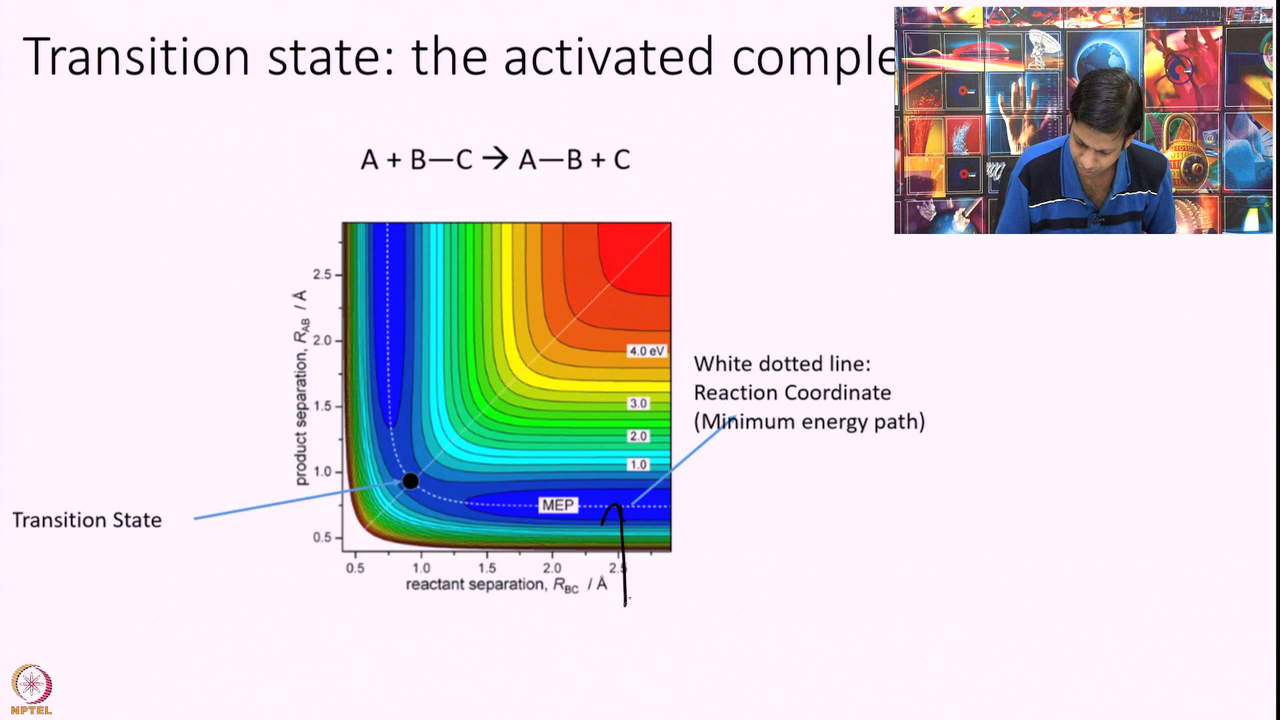 Transition state: the activated comple
A + B—C → A—B + C
2.5
2.0
1.5
1.0
0.5
product separation, R_AB / Å
4.0 eV
3.0
2.0
1.0
MEP
0.5 1.0 1.5 2.0 2.5
reactant separation, R_BC / Å
White dotted line:
Reaction Coordinate
(Minimum energy path)
Transition State
NPTEL